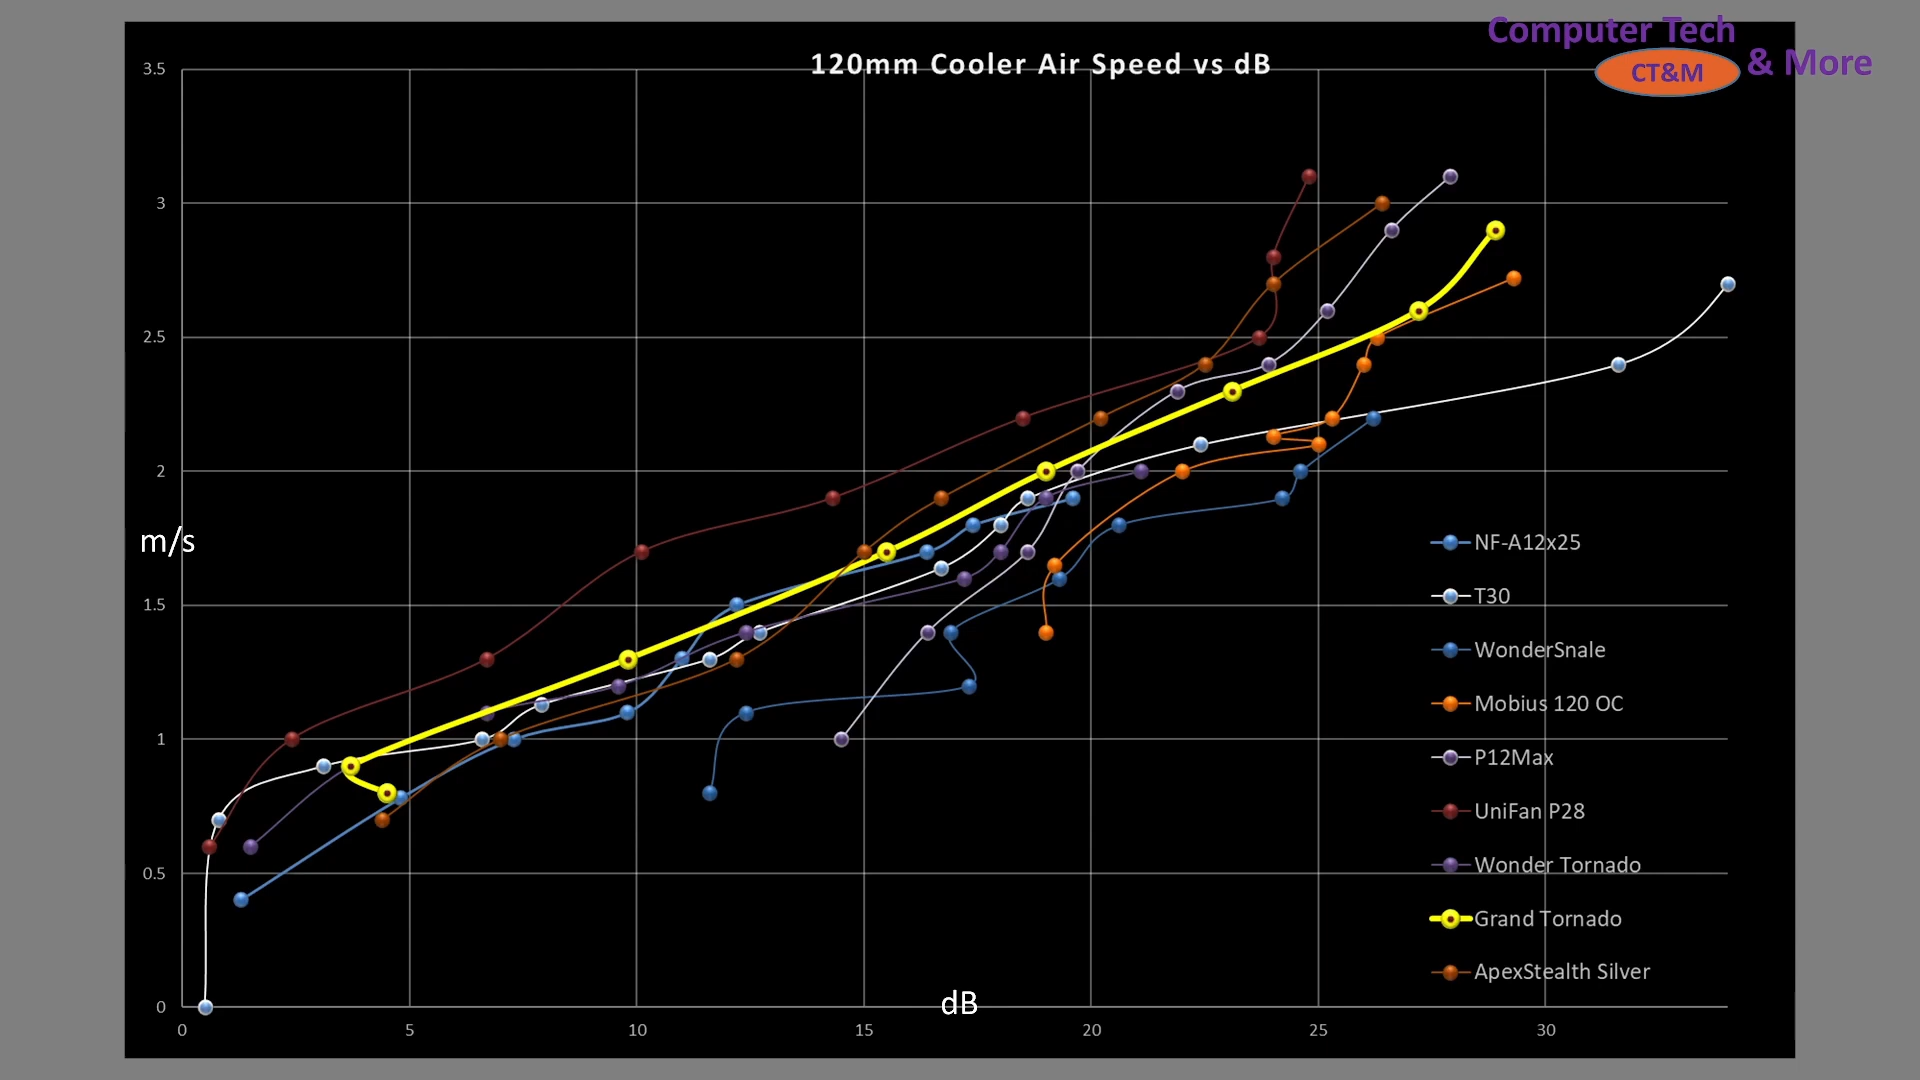 Computer Tech
CT&M & More
120mm Cooler Air Speed vs dB
3.5
3
2.5
2
1.5
1
0.5
0
m/s
0 5 10 15 20 25 30
dB
NF-A12x25
T30
WonderSnale
Mobius 120 OC
P12Max
UniFan P28
Wonder Tornado
Grand Tornado
ApexStealth Silver